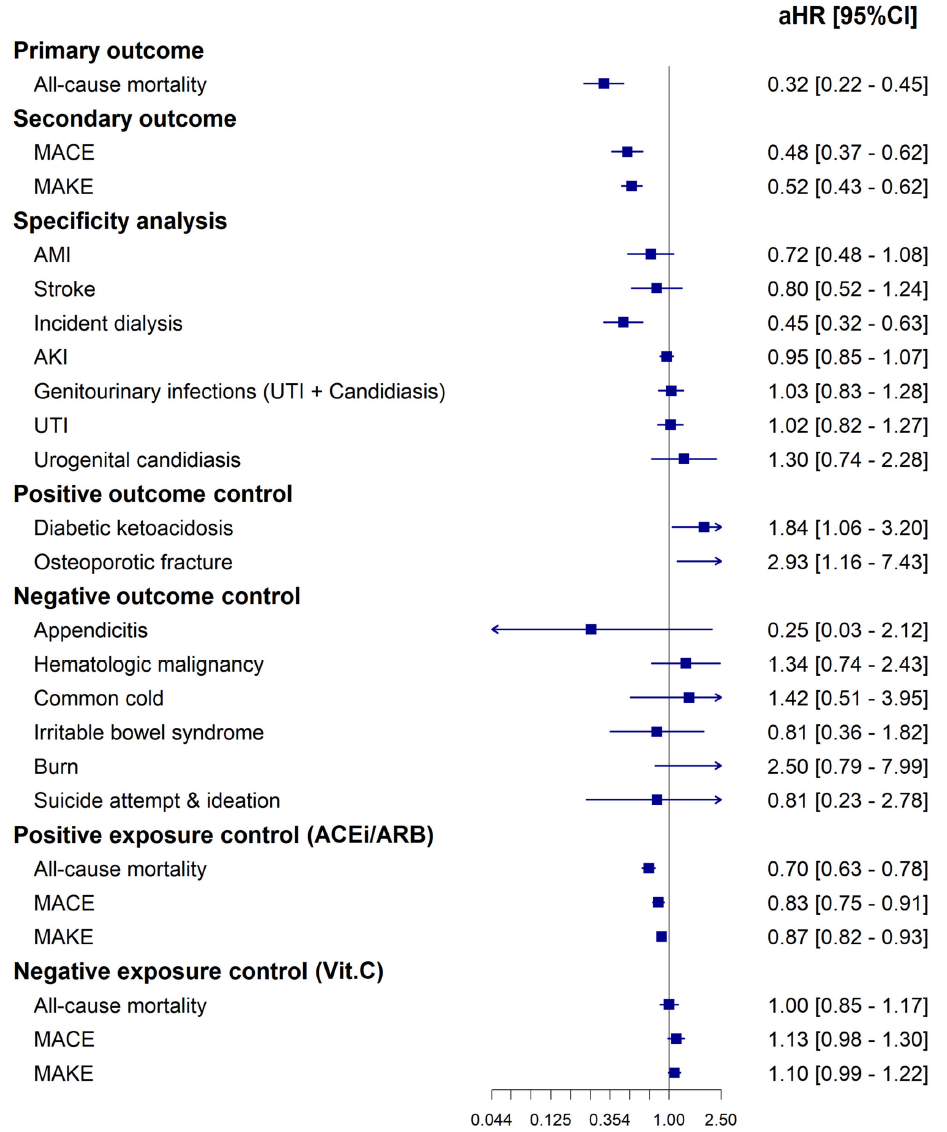 aHR [95%CI]
Primary outcome
All-cause mortality 0.32 [0.22 - 0.45]
Secondary outcome
MACE 0.48 [0.37 - 0.62]
MAKE 0.52 [0.43 - 0.62]
Specificity analysis
AMI 0.72 [0.48 - 1.08]
Stroke 0.80 [0.52 - 1.24]
Incident dialysis 0.45 [0.32 - 0.63]
AKI 0.95 [0.85 - 1.07]
Genitourinary infections (UTI + Candidiasis) 1.03 [0.83 - 1.28]
UTI 1.02 [0.82 - 1.27]
Urogenital candidiasis 1.30 [0.74 - 2.28]
Positive outcome control
Diabetic ketoacidosis 1.84 [1.06 - 3.20]
Osteoporotic fracture 2.93 [1.16 - 7.43]
Negative outcome control
Appendicitis 0.25 [0.03 - 2.12]
Hematologic malignancy 1.34 [0.74 - 2.43]
Common cold 1.42 [0.51 - 3.95]
Irritable bowel syndrome 0.81 [0.36 - 1.82]
Burn 2.50 [0.79 - 7.99]
Suicide attempt & ideation 0.81 [0.23 - 2.78]
Positive exposure control (ACEi/ARB)
All-cause mortality 0.70 [0.63 - 0.78]
MACE 0.83 [0.75 - 0.91]
MAKE 0.87 [0.82 - 0.93]
Negative exposure control (Vit.C)
All-cause mortality 1.00 [0.85 - 1.17]
MACE 1.13 [0.98 - 1.30]
MAKE 1.10 [0.99 - 1.22]
0.044 0.125 0.354 1.00 2.50